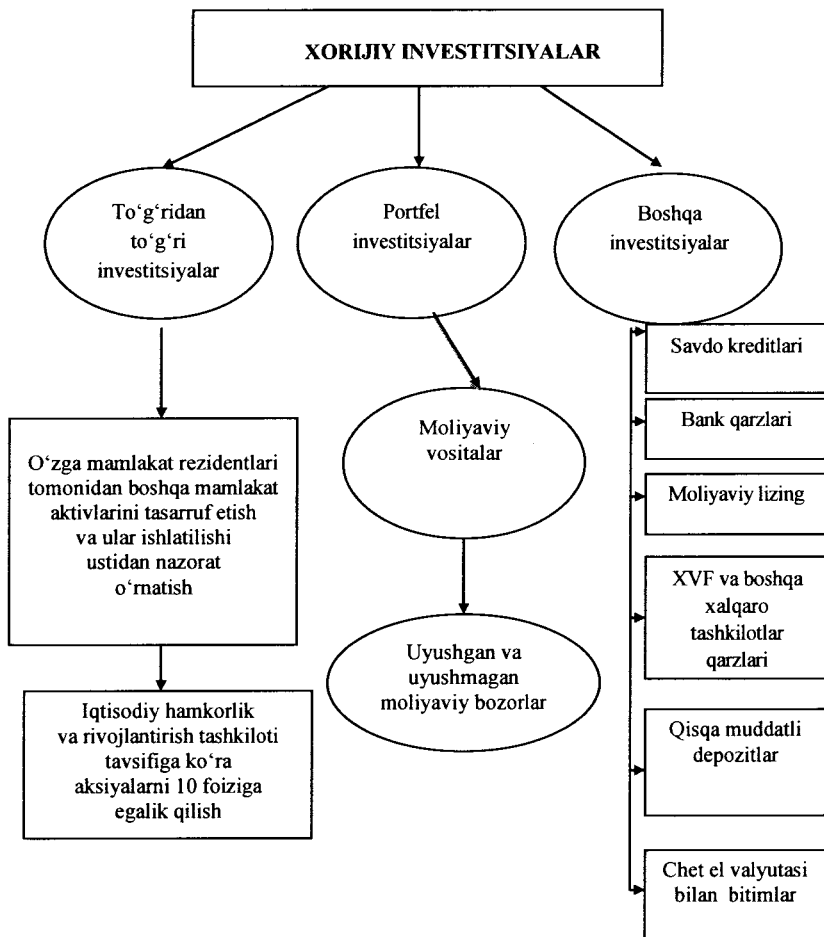 XORIJIY INVESTITSIYALAR
To‘g‘ridan
to‘g‘ri
investitsiyalar
Portfel
investitsiyalar
Boshqa
investitsiyalar
O‘zga mamlakat rezidentlari
tomonidan boshqa mamlakat
aktivlarini tasarruf etish
va ular ishlatilishi
ustidan nazorat
o‘rnatish
Iqtisodiy hamkorlik
va rivojlantirish tashkiloti
tavsifiga ko‘ra
aksiyalarni 10 foiziga
egalik qilish
Moliyaviy
vositalar
Uyushgan va
uyushmagan
moliyaviy bozorlar
Savdo kreditlari
Bank qarzlari
Moliyaviy lizing
XVF va boshqa
xalqaro
tashkilotlar
qarzlari
Qisqa muddatli
depozitlar
Chet el valyutasi
bilan bitimlar